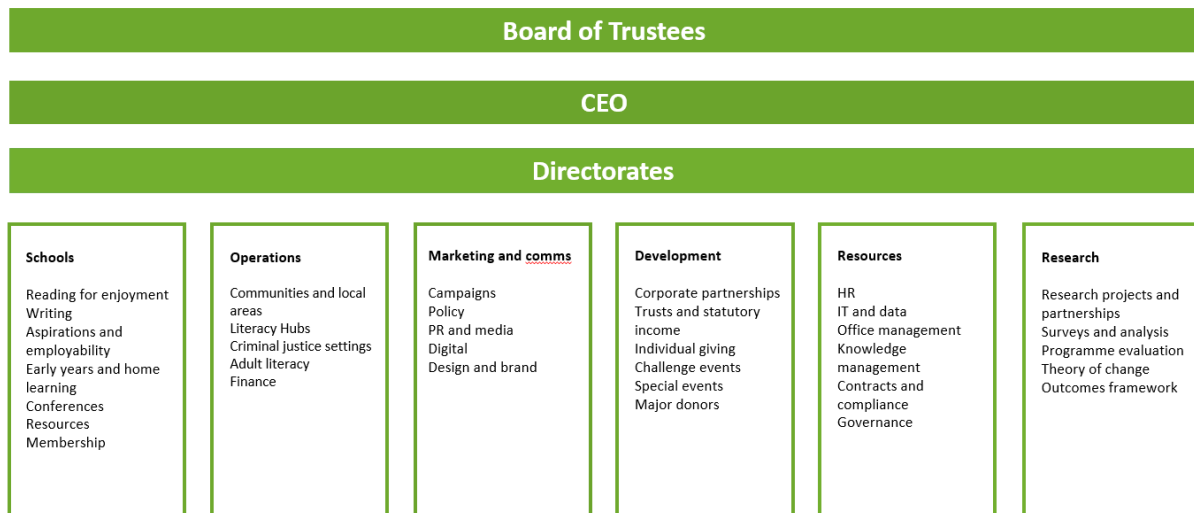 Board of Trustees
CEO
Directorates
Schools
Reading for enjoyment
Writing
Aspirations and
employability
Early years and home
learning
Conferences
Resources
Membership
Operations
Communities and local
areas
Literacy Hubs
Criminal justice settings
Adult literacy
Finance
Marketing and comms
Campaigns
Policy
PR and media
Digital
Design and brand
Development
Corporate partnerships
Trusts and statutory
income
Individual giving
Challenge events
Special events
Major donors
Resources
HR
IT and data
Office management
Knowledge
management
Contracts and
compliance
Governance
Research
Research projects and
partnerships
Surveys and analysis
Programme evaluation
Theory of change
Outcomes framework